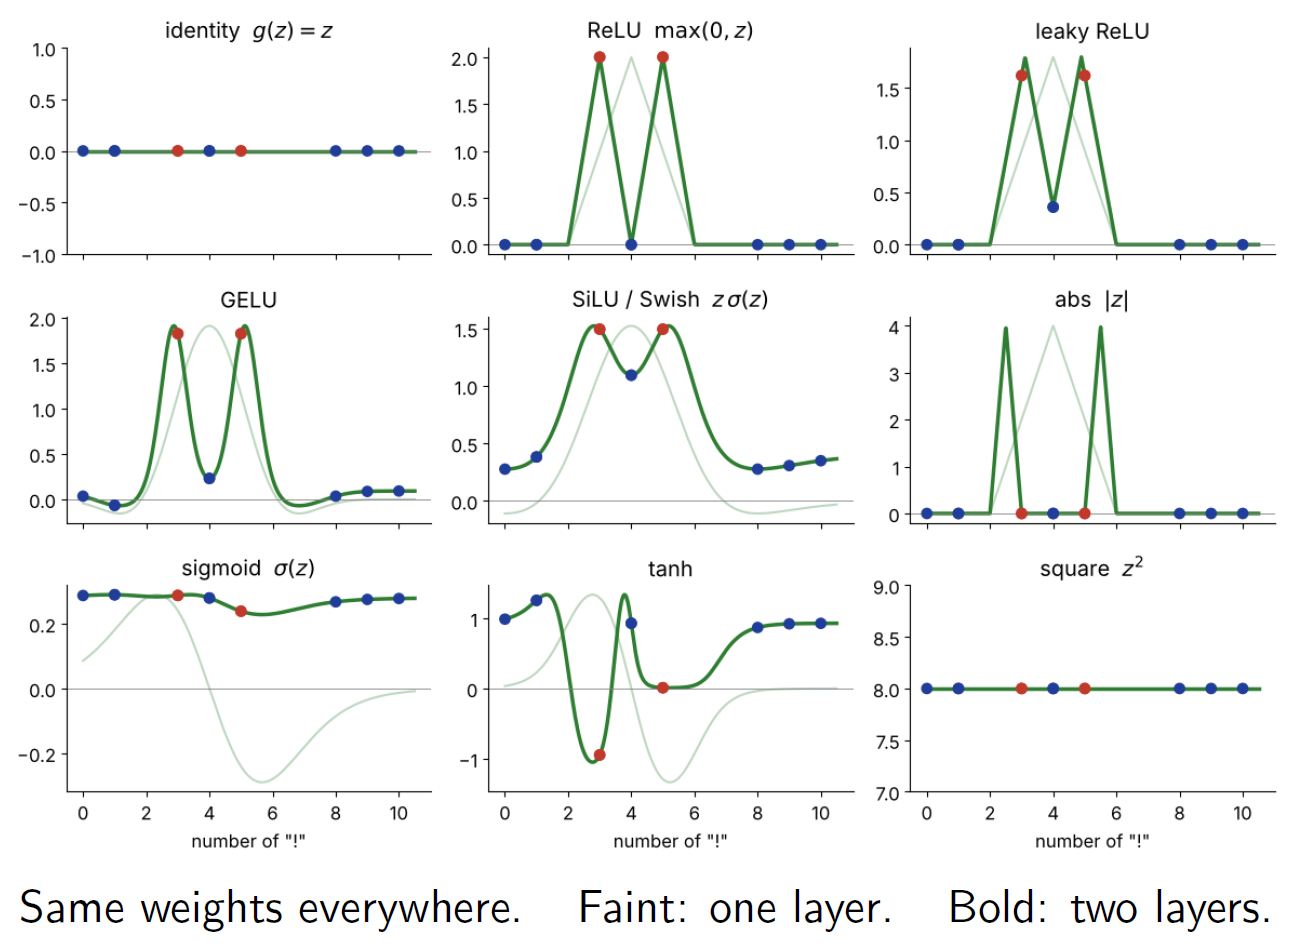 identity g(z) = z
1.0
0.5
0.0
−0.5
−1.0
ReLU max(0, z)
2.0
1.5
1.0
0.5
0.0
leaky ReLU
1.5
1.0
0.5
0.0
GELU
2.0
1.5
1.0
0.5
0.0
SiLU / Swish z σ(z)
1.5
1.0
0.5
0.0
abs |z|
4
3
2
1
0
sigmoid σ(z)
0.2
0.0
−0.2
0 2 4 6 8 10
number of "!"
tanh
1
0
−1
0 2 4 6 8 10
number of "!"
square z²
9.0
8.5
8.0
7.5
7.0
0 2 4 6 8 10
number of "!"
Same weights everywhere. Faint: one layer. Bold: two layers.